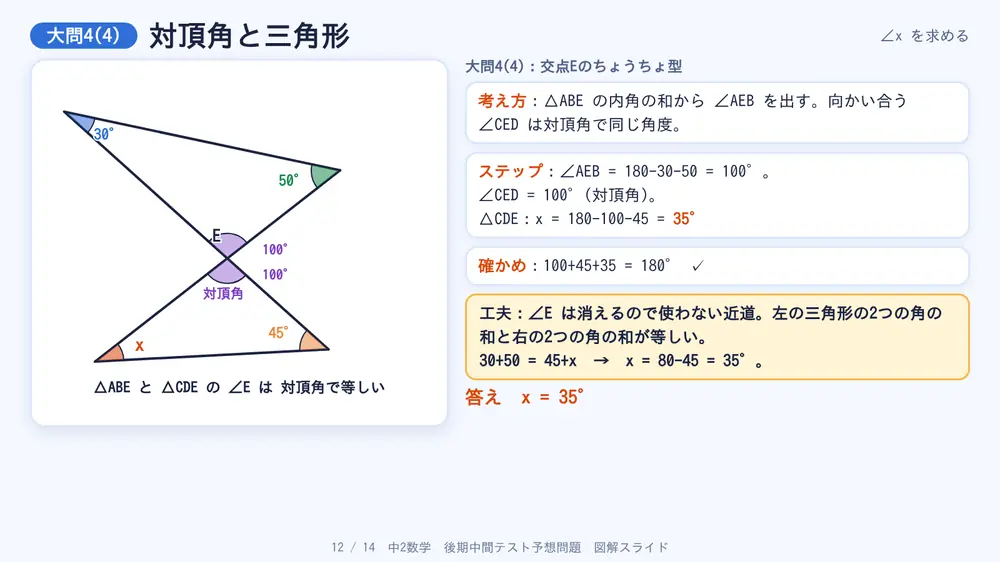 大問4(4) 対頂角と三角形
∠x を求める
30°
50°
E
100°
100°
対頂角
45°
x
△ABE と △CDE の ∠E は 対頂角で等しい
大問4(4)：交点Eのちょうちょ型
考え方：△ABE の内角の和から ∠AEB を出す。向かい合う
∠CED は対頂角で同じ角度。
ステップ：∠AEB = 180-30-50 = 100°。
∠CED = 100°(対頂角)。
△CDE：x = 180-100-45 = 35°
確かめ：100+45+35 = 180° ✓
工夫：∠E は消えるので使わない近道。左の三角形の2つの角の
和と右の2つの角の和が等しい。
30+50 = 45+x → x = 80-45 = 35°。
答え x = 35°
12 / 14 中2数学 後期中間テスト予想問題 図解スライド